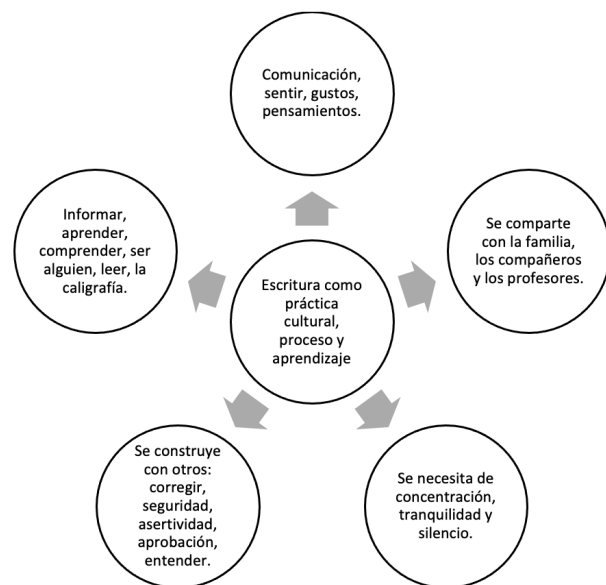 Comunicación,
sentir, gustos,
pensamientos.
Informar,
aprender,
comprender, ser
alguien, leer, la
caligrafía.
Se comparte
con la familia,
los compañeros
y los profesores.
Escritura como
práctica
cultural,
proceso y
aprendizaje
Se construye
con otros:
corregir,
seguridad,
asertividad,
aprobación,
entender.
Se necesita de
concentración,
tranquilidad y
silencio.